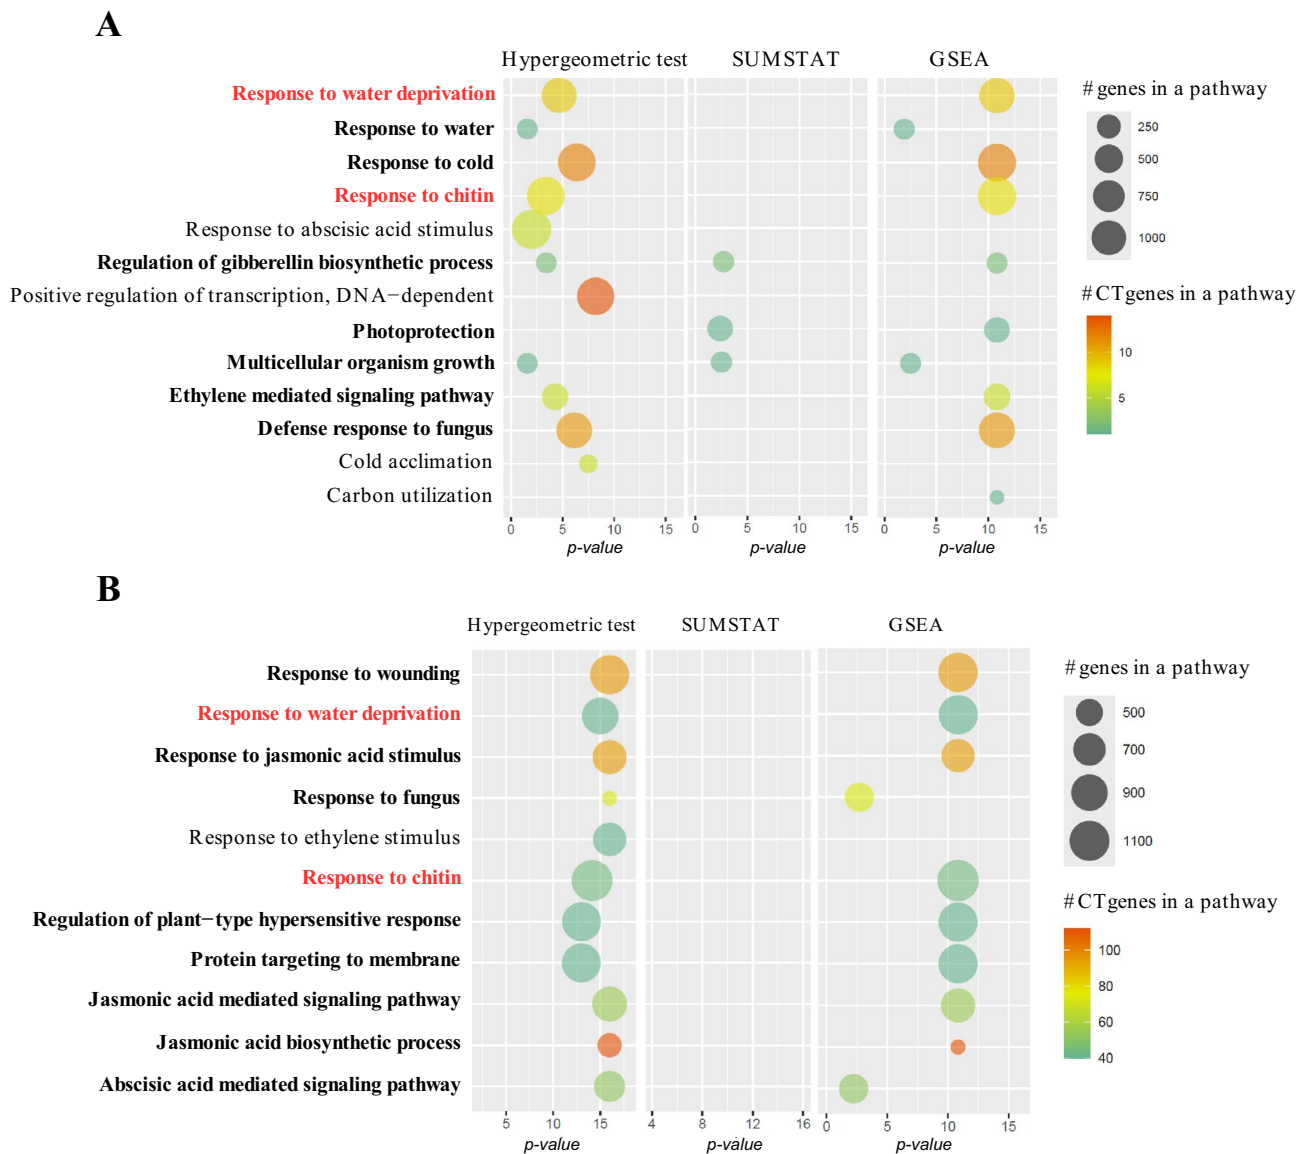 A
Hypergeometric test SUMSTAT GSEA
Response to water deprivation
Response to water
Response to cold
Response to chitin
Response to abscisic acid stimulus
Regulation of gibberellin biosynthetic process
Positive regulation of transcription, DNA−dependent
Photoprotection
Multicellular organism growth
Ethylene mediated signaling pathway
Defense response to fungus
Cold acclimation
Carbon utilization
0 5 10 15 0 5 10 15 0 5 10 15
p-value p-value p-value
# genes in a pathway
250
500
750
1000
# CTgenes in a pathway
10
5
B
Hypergeometric test SUMSTAT GSEA
Response to wounding
Response to water deprivation
Response to jasmonic acid stimulus
Response to fungus
Response to ethylene stimulus
Response to chitin
Regulation of plant−type hypersensitive response
Protein targeting to membrane
Jasmonic acid mediated signaling pathway
Jasmonic acid biosynthetic process
Abscisic acid mediated signaling pathway
5 10 15 4 8 12 16 0 5 10 15
p-value p-value p-value
# genes in a pathway
500
700
900
1100
# CTgenes in a pathway
100
80
60
40